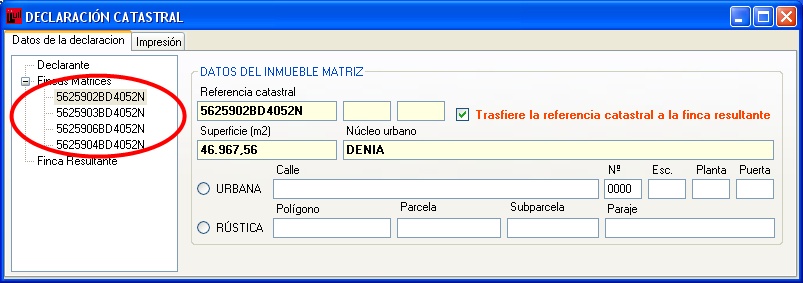 DECLARACIÓN CATASTRAL
Datos de la declaracion Impresión
Declarante
Fincas Matrices
5625902BD4052N
5625903BD4052N
5625906BD4052N
5625904BD4052N
Finca Resultante
DATOS DEL INMUEBLE MATRIZ
Referencia catastral
5625902BD4052N Trasfiere la referencia catastral a la finca resultante
Superficie (m2) Núcleo urbano
46.967,56 DENIA
Calle Nº Esc. Planta Puerta
URBANA 0000
Polígono Parcela Subparcela Paraje
RÚSTICA